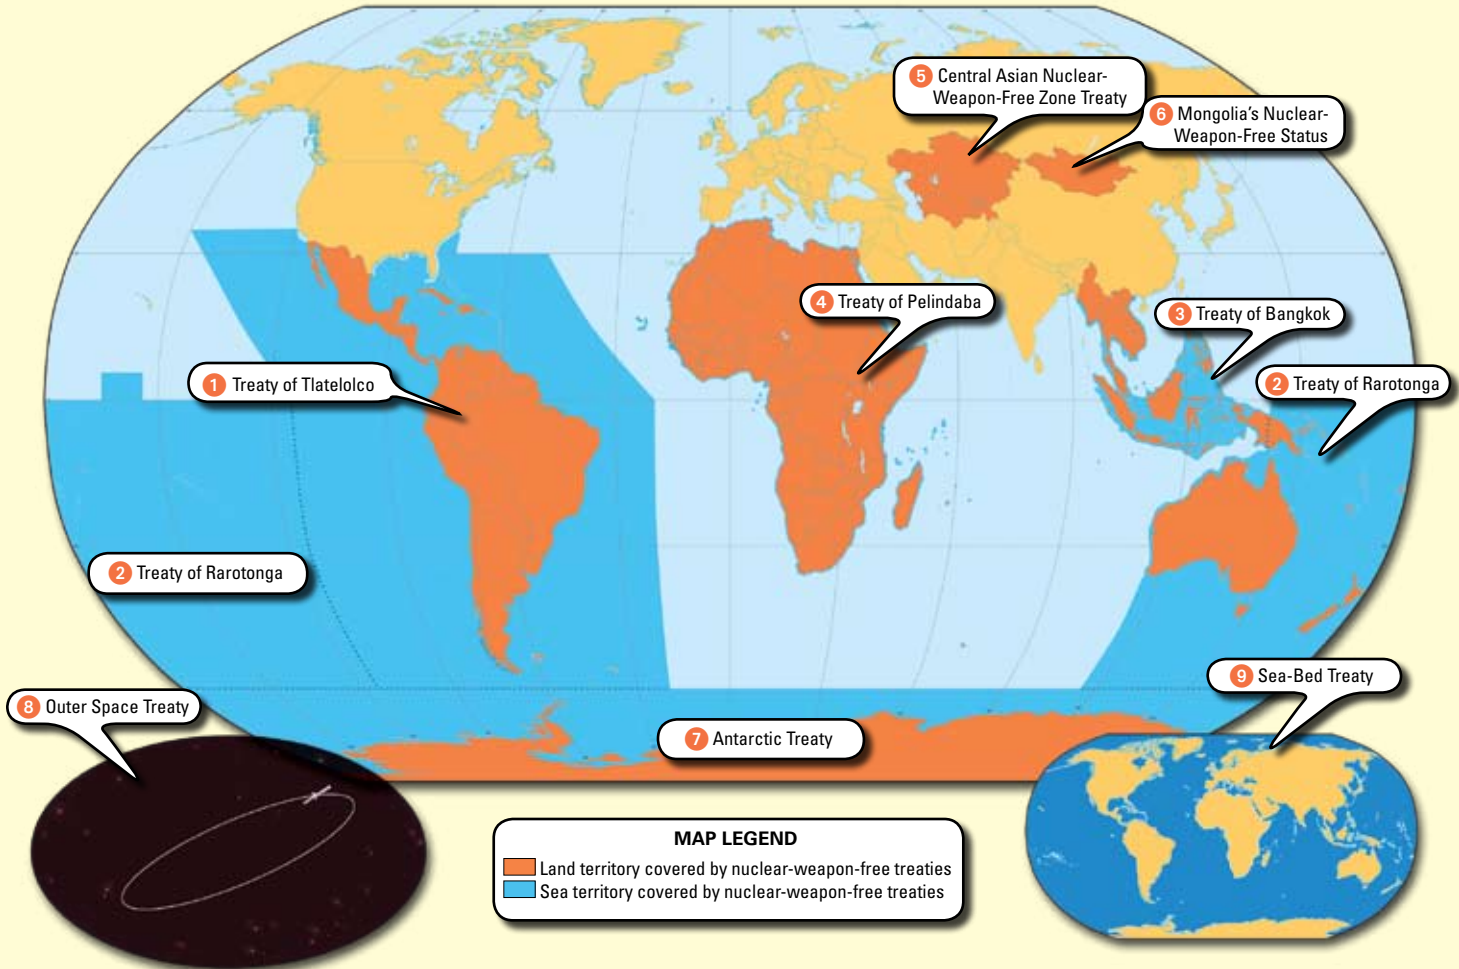 5 Central Asian Nuclear-
Weapon-Free Zone Treaty
6 Mongolia's Nuclear-
Weapon-Free Status
4 Treaty of Pelindaba
3 Treaty of Bangkok
1 Treaty of Tlatelolco
2 Treaty of Rarotonga
2 Treaty of Rarotonga
9 Sea-Bed Treaty
8 Outer Space Treaty
7 Antarctic Treaty
MAP LEGEND
Land territory covered by nuclear-weapon-free treaties
Sea territory covered by nuclear-weapon-free treaties